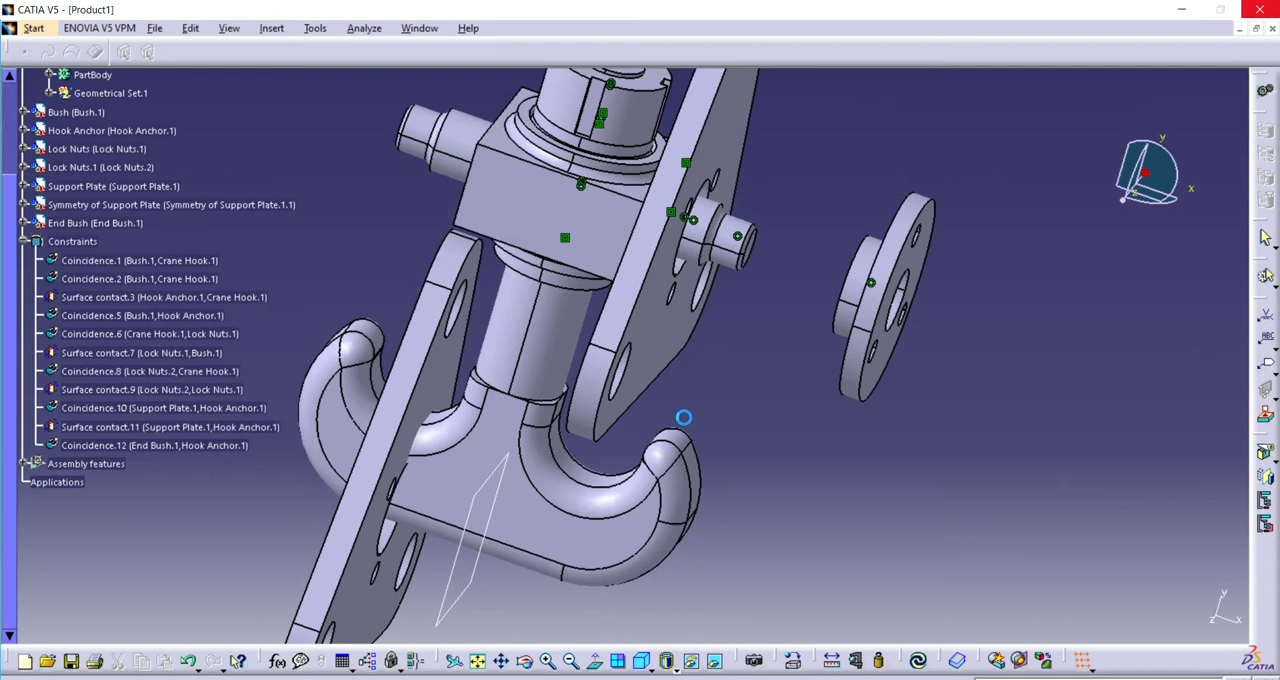 CATIA V5 - [Product1]
Start ENOVIA V5 VPM File Edit View Insert Tools Analyze Window Help
PartBody
Geometrical Set.1
Bush (Bush.1)
Hook Anchor (Hook Anchor.1)
Lock Nuts (Lock Nuts.1)
Lock Nuts.1 (Lock Nuts.2)
Support Plate (Support Plate.1)
Symmetry of Support Plate (Symmetry of Support Plate.1.1)
End Bush (End Bush.1)
Constraints
Coincidence.1 (Bush.1,Crane Hook.1)
Coincidence.2 (Bush.1,Crane Hook.1)
Surface contact.3 (Hook Anchor.1,Crane Hook.1)
Coincidence.5 (Bush.1,Hook Anchor.1)
Coincidence.6 (Crane Hook.1,Lock Nuts.1)
Surface contact.7 (Lock Nuts.1,Bush.1)
Coincidence.8 (Lock Nuts.2,Crane Hook.1)
Surface contact.9 (Lock Nuts.2,Lock Nuts.1)
Coincidence.10 (Support Plate.1,Hook Anchor.1)
Surface contact.11 (Support Plate.1,Hook Anchor.1)
Coincidence.12 (End Bush.1,Hook Anchor.1)
Assembly features
Applications
y
x
z
y
z x
ABC
f(x)
CATIA